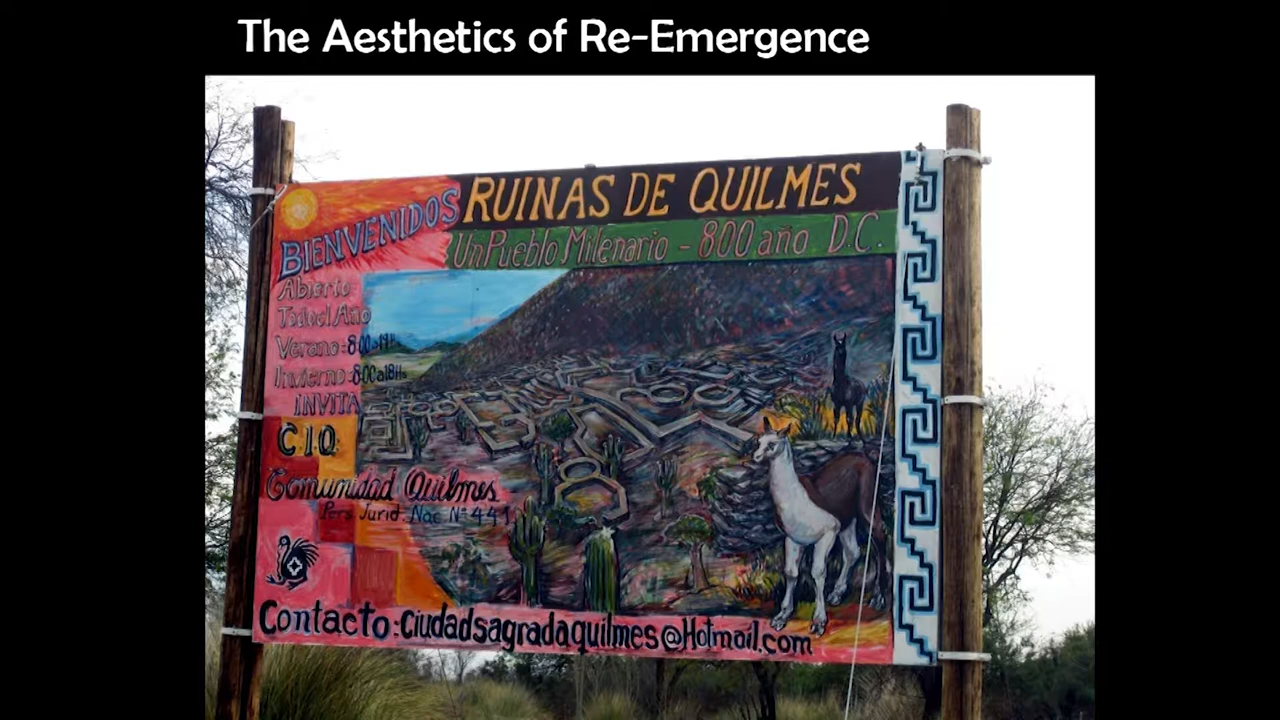 The Aesthetics of Re-Emergence
BIENVENIDOS
RUINAS DE QUILMES
Un Pueblo Milenario - 800 año D.C.
Abierto
Todo el Año
Verano: 8:00 a 19 Hs
Invierno: 8:00 a 18 Hs
INVITA
CIQ
Comunidad Quilmes
Pers. Jurid. Nac Nº 441
Contacto: ciudadsagradaquilmes@Hotmail.com